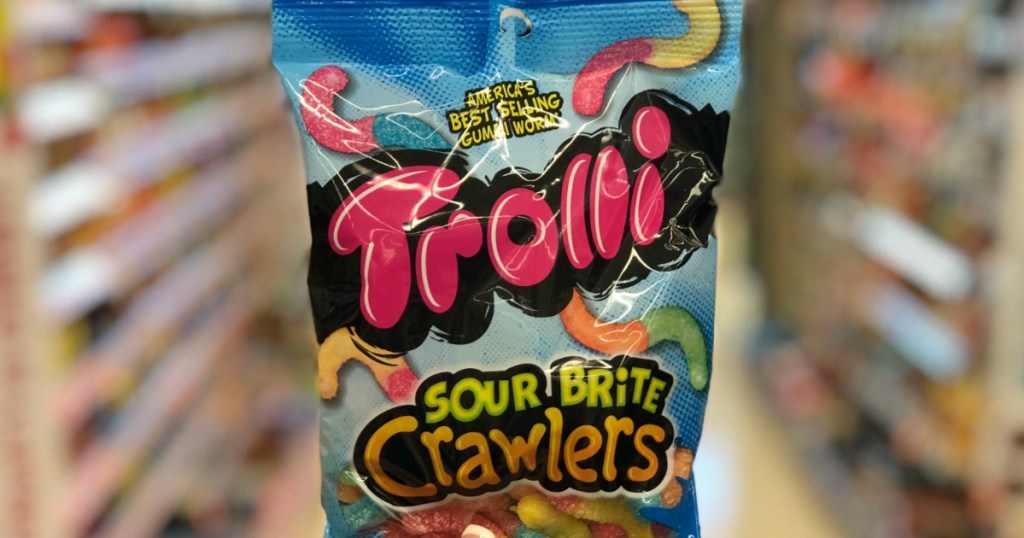 AMERICA'S
BEST SELLING
GUMMI WORM
Trolli
SOUR BRiTE
Crawlers